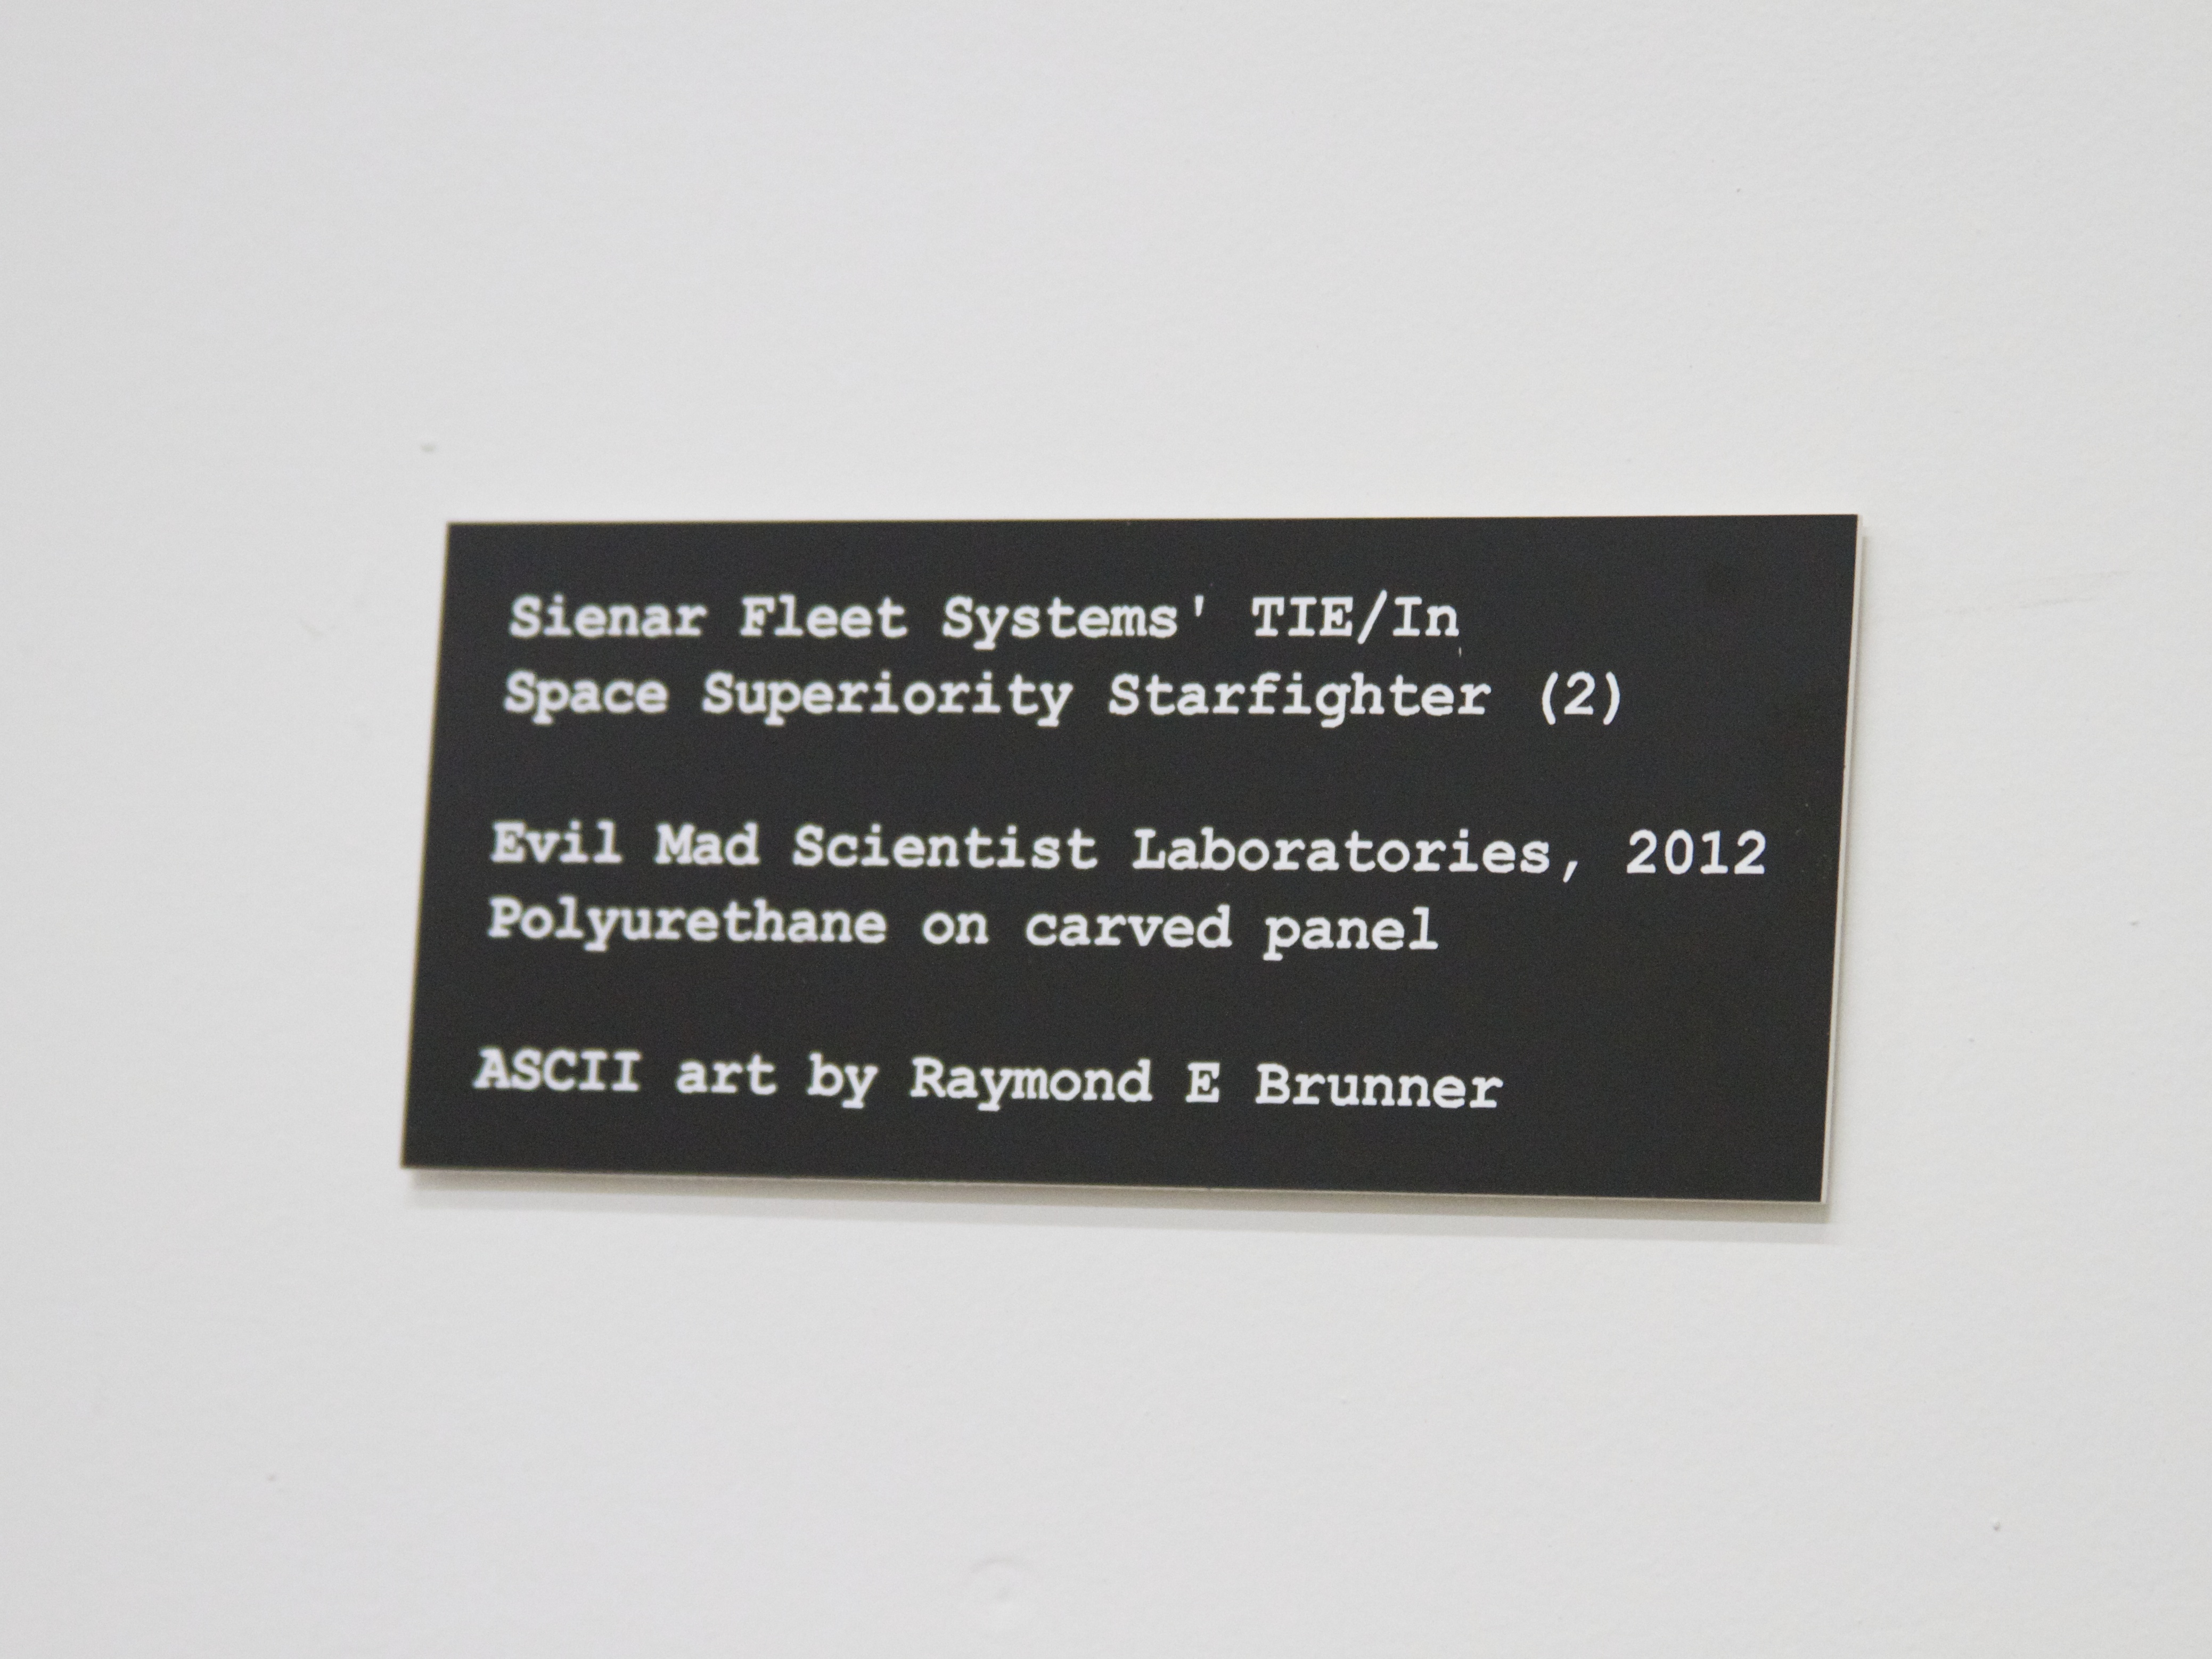 Sienar Fleet Systems' TIE/In
Space Superiority Starfighter (2)
Evil Mad Scientist Laboratories, 2012
Polyurethane on carved panel
ASCII art by Raymond E Brunner